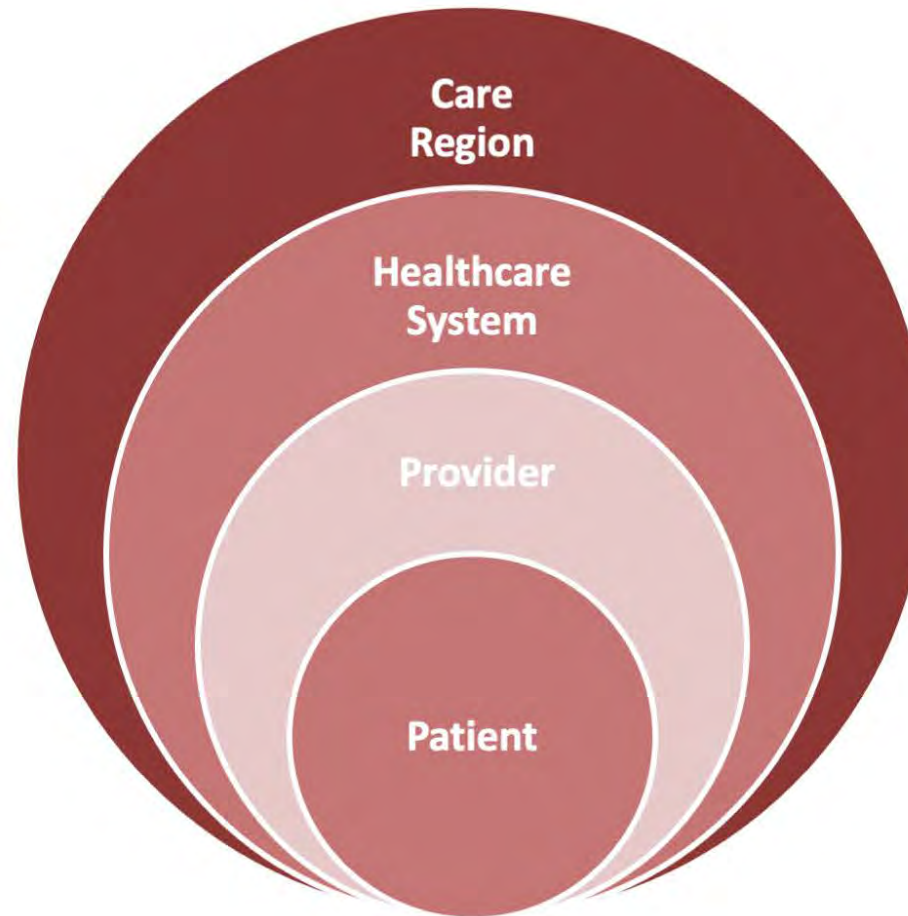 Care
Region
Healthcare
System
Provider
Patient